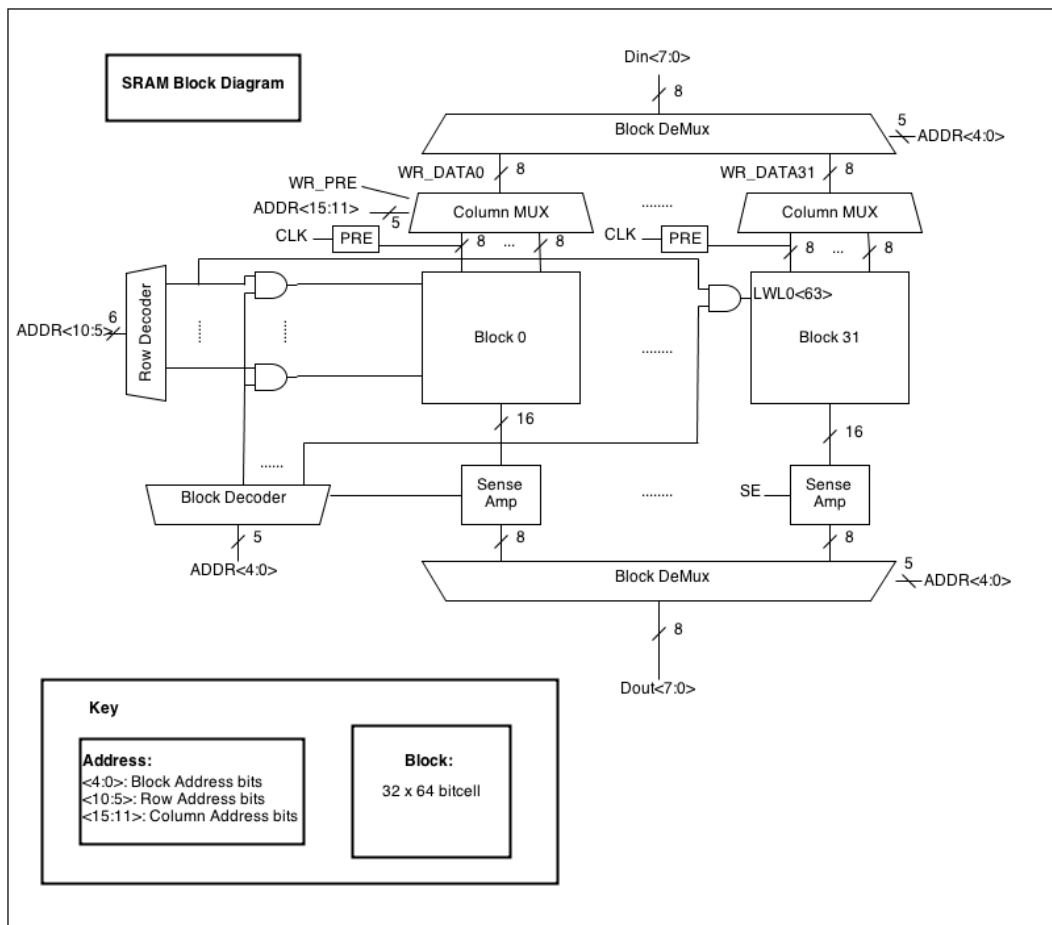 SRAM Block Diagram
Din<7:0>
8
Block DeMux
5
ADDR<4:0>
WR_DATA0
8
WR_DATA31
8
WR_PRE
ADDR<15:11>
5
Column MUX
........
Column MUX
CLK
PRE
8
...
8
CLK
PRE
8
...
8
Row Decoder
ADDR<10:5>
6
........
........
Block 0
........
LWL0<63>
Block 31
16
16
......
Block Decoder
5
ADDR<4:0>
Sense
Amp
........
SE
Sense
Amp
8
8
Block DeMux
5
ADDR<4:0>
8
Dout<7:0>
Key
Address:
<4:0>: Block Address bits
<10:5>: Row Address bits
<15:11>: Column Address bits
Block:
32 x 64 bitcell